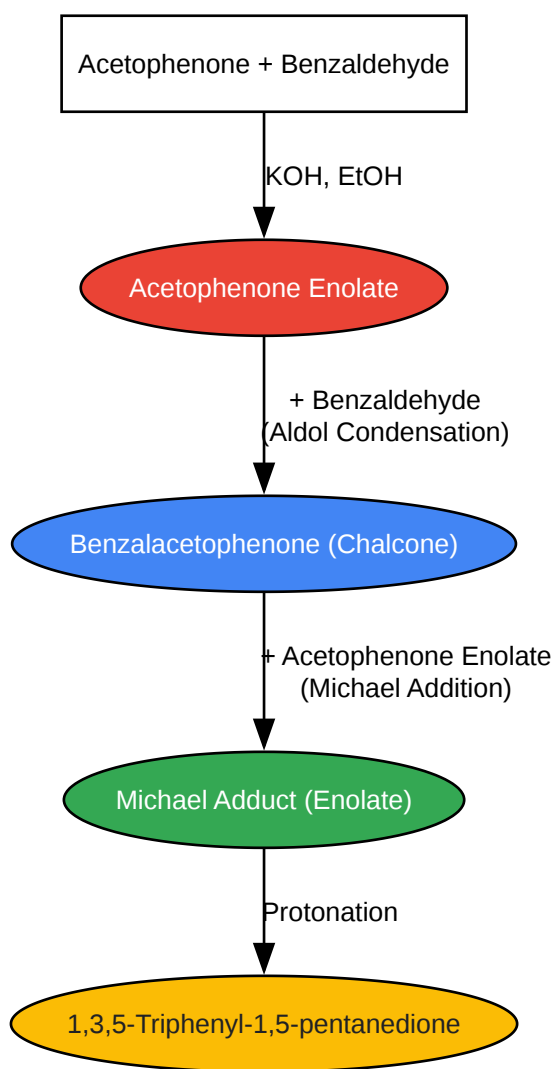 Acetophenone + Benzaldehyde
KOH, EtOH
Acetophenone Enolate
+ Benzaldehyde
(Aldol Condensation)
Benzalacetophenone (Chalcone)
+ Acetophenone Enolate
(Michael Addition)
Michael Adduct (Enolate)
Protonation
1,3,5-Triphenyl-1,5-pentanedione